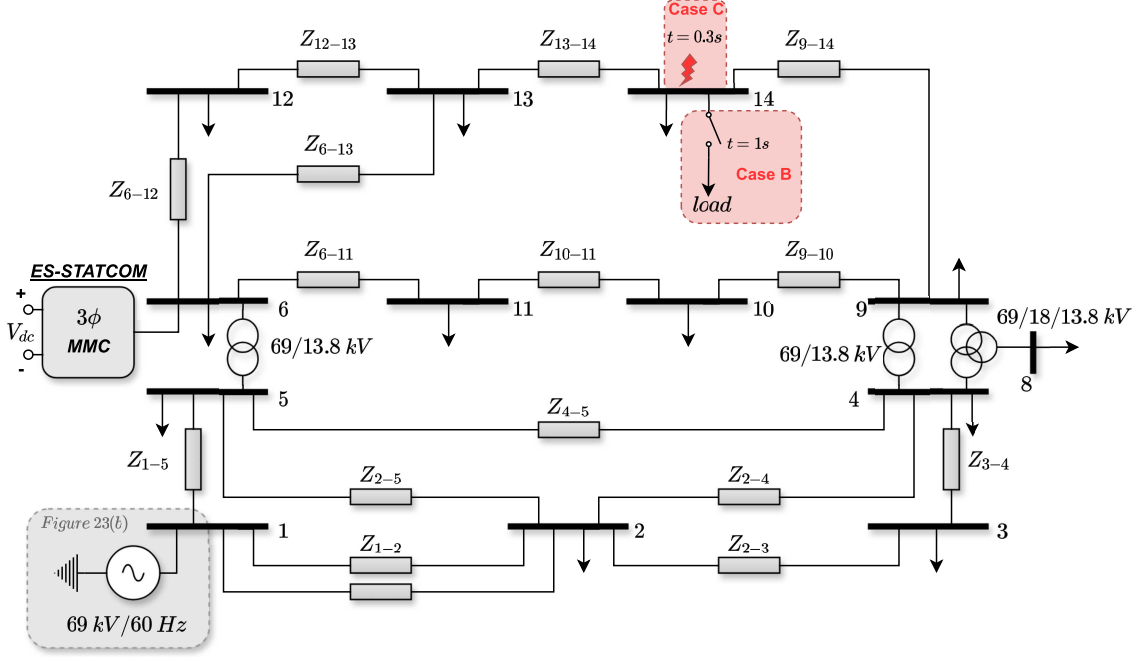 Case C
t = 0.3s
Z12−13
Z13−14
Z9−14
12
13
14
t = 1s
Case B
load
Z6−13
Z6−12
ES-STATCOM
+
3ϕ
MMC
Vdc
-
Z6−11
Z10−11
Z9−10
6
11
10
9
69/18/13.8 kV
69/13.8 kV
69/13.8 kV
8
5
4
Z4−5
Z1−5
Z2−5
Z2−4
Z3−4
Figure 23(b)
1
2
3
Z1−2
Z2−3
69 kV/60 Hz